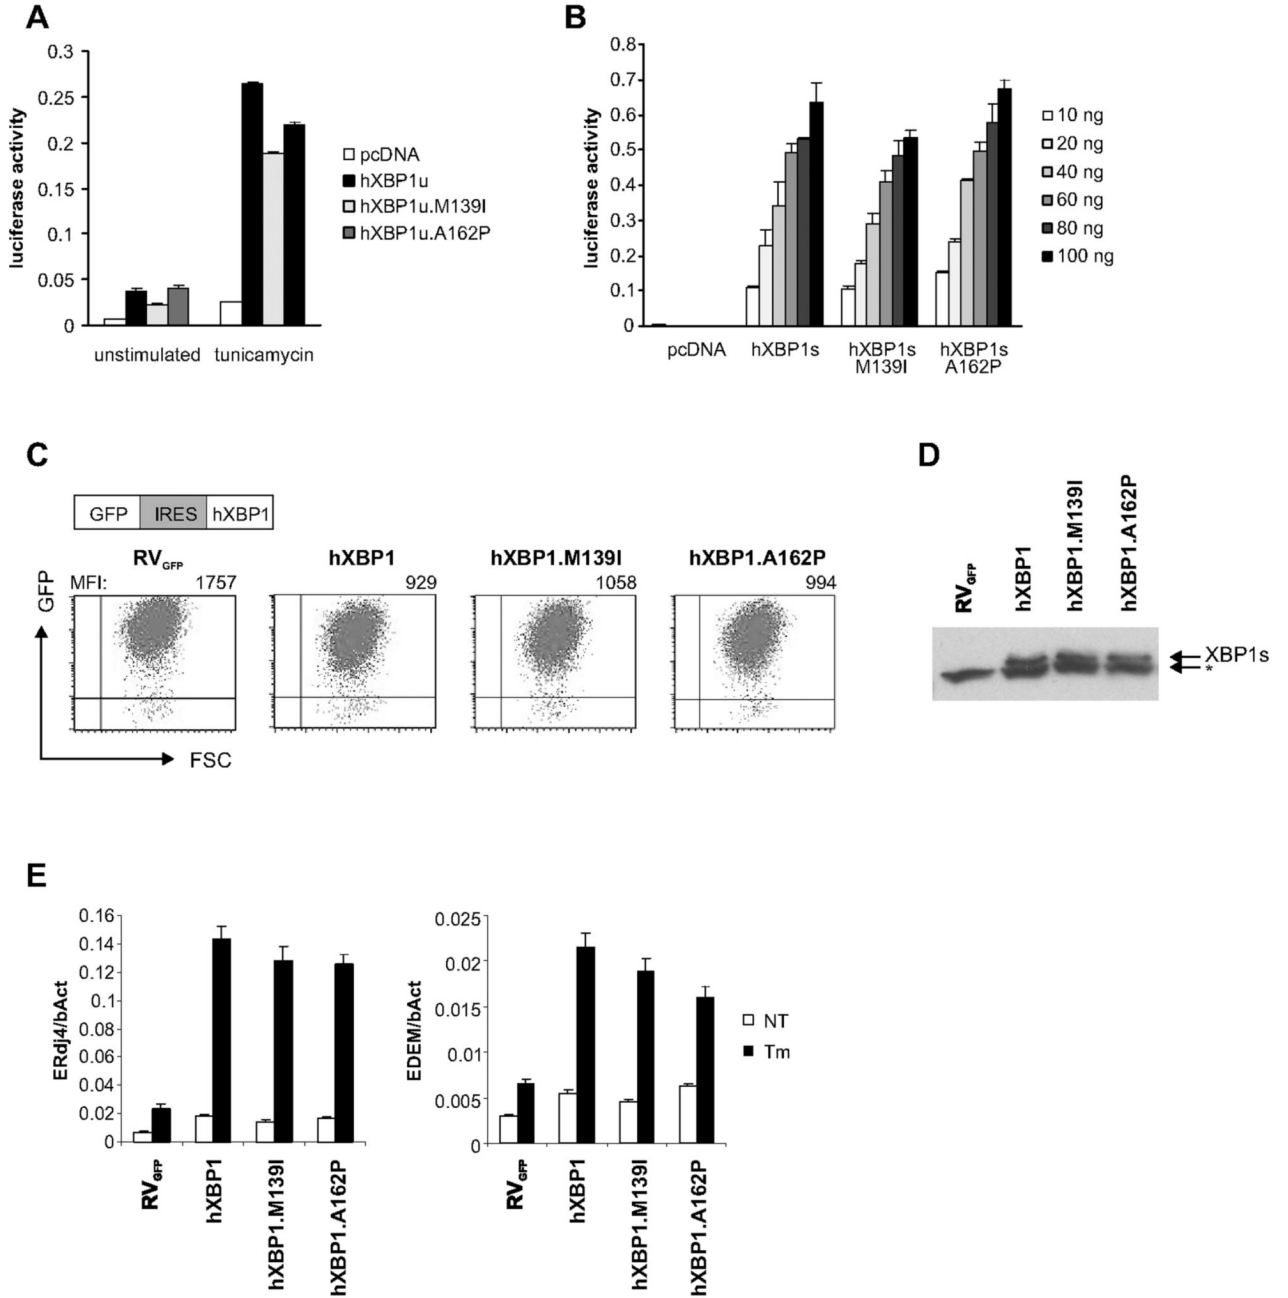 A
luciferase activity
0.3
0.25
0.2
0.15
0.1
0.05
0
unstimulated
tunicamycin
pcDNA
hXBP1u
hXBP1u.M139I
hXBP1u.A162P
B
luciferase activity
0.8
0.7
0.6
0.5
0.4
0.3
0.2
0.1
0
pcDNA
hXBP1s
hXBP1s
M139I
hXBP1s
A162P
10 ng
20 ng
40 ng
60 ng
80 ng
100 ng
C
GFP IRES hXBP1
RVGFP
hXBP1
hXBP1.M139I
hXBP1.A162P
MFI: 1757
929
1058
994
GFP
FSC
D
RVGFP
hXBP1
hXBP1.M139I
hXBP1.A162P
XBP1s
*
E
ERdj4/bAct
0.16
0.14
0.12
0.1
0.08
0.06
0.04
0.02
0
RVGFP
hXBP1
hXBP1.M139I
hXBP1.A162P
EDEM/bAct
0.025
0.02
0.015
0.01
0.005
0
RVGFP
hXBP1
hXBP1.M139I
hXBP1.A162P
NT
Tm